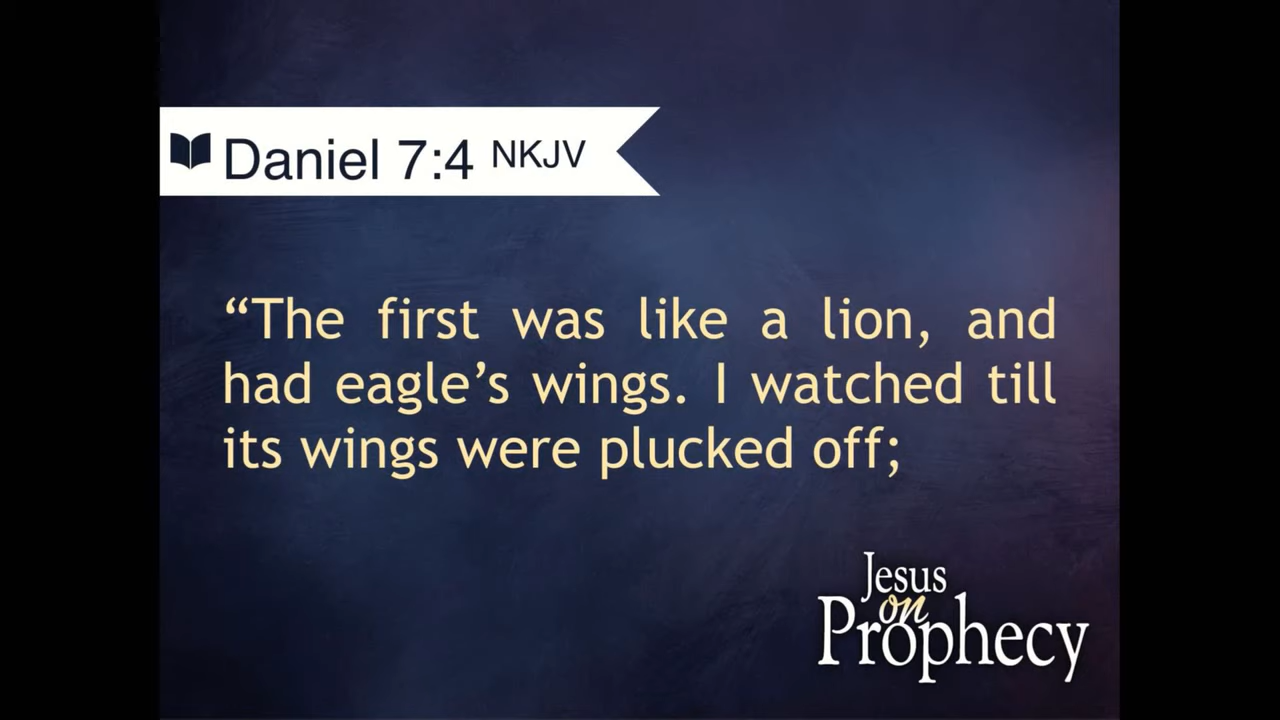 Daniel 7:4 NKJV
“The first was like a lion, and
had eagle’s wings. I watched till
its wings were plucked off;
Jesus
on
Prophecy